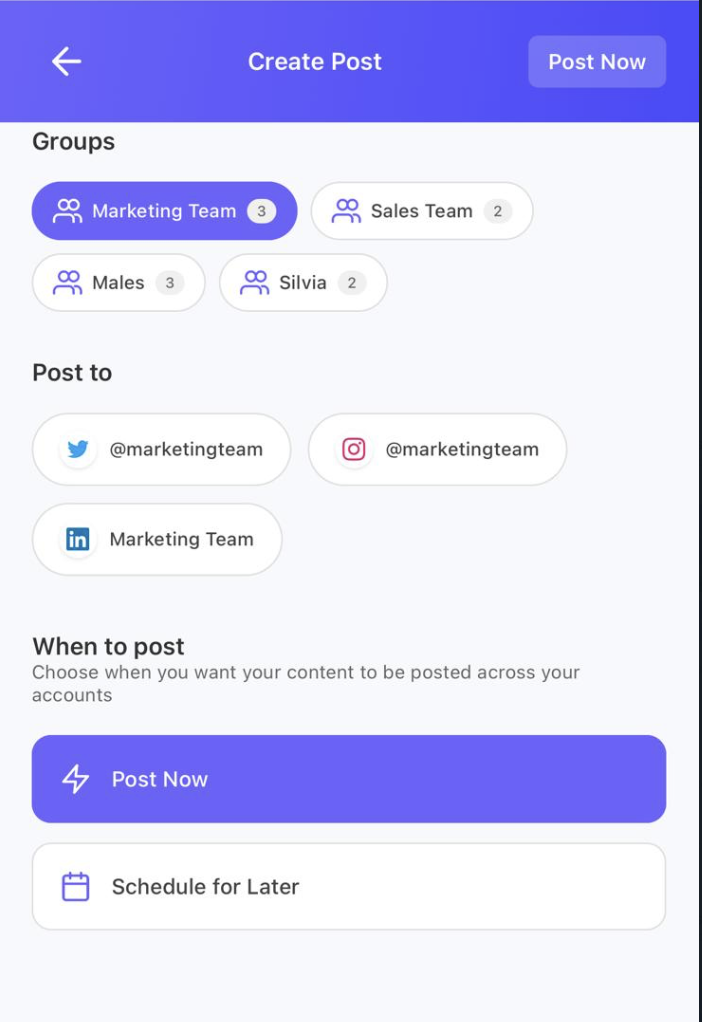 Create Post
Post Now
Groups
Marketing Team 3
Sales Team 2
Males 3
Silvia 2
Post to
@marketingteam
@marketingteam
in Marketing Team
When to post
Choose when you want your content to be posted across your
accounts
Post Now
Schedule for Later